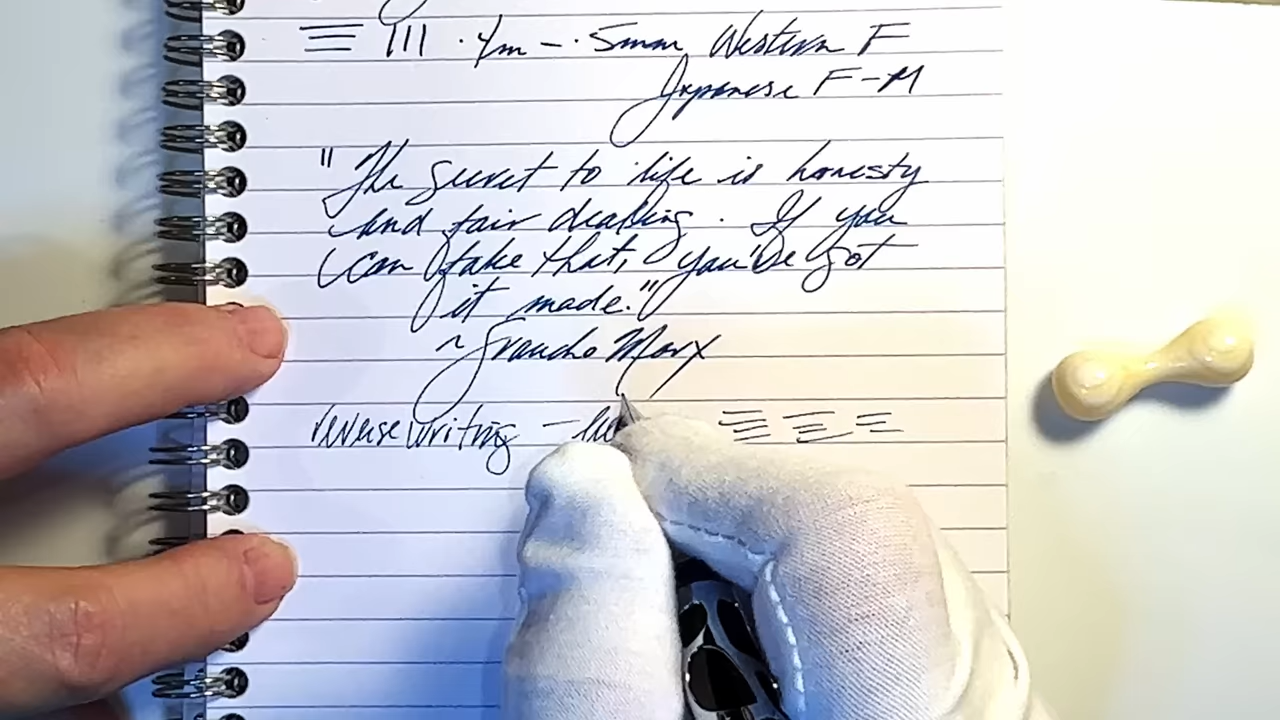 .4m - .5mm Western F
Japanese F-M
"The secret to life is honesty
and fair dealing. If you
can fake that, you've got
it made."
~ Groucho Marx
reverse writing -